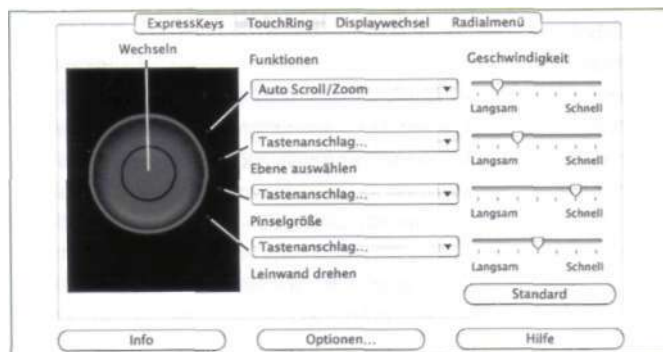 ExpressKeys TouchRing Displaywechsel Radialmenü
Wechseln
Funktionen
Geschwindigkeit
Auto Scroll/Zoom
Langsam Schnell
Tastenanschlag...
Ebene auswählen
Langsam Schnell
Tastenanschlag...
Pinselgröße
Langsam Schnell
Tastenanschlag...
Leinwand drehen
Langsam Schnell
Standard
Info Optionen... Hilfe